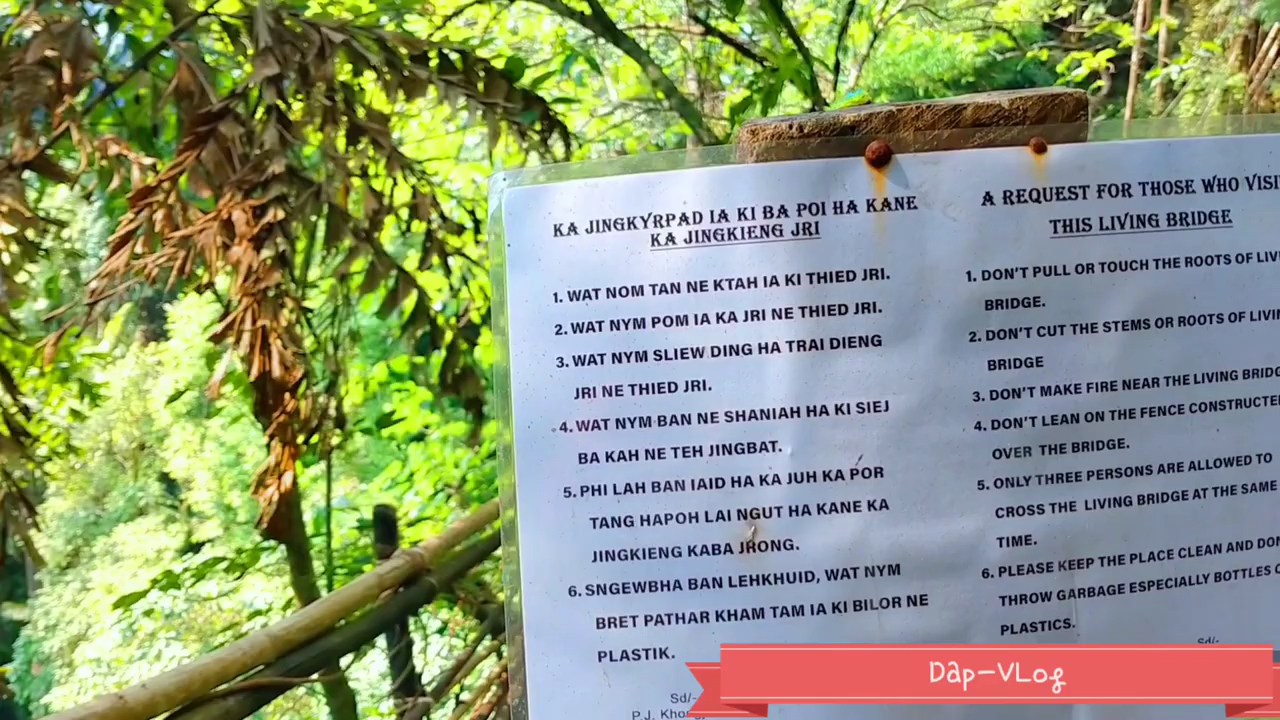 KA JINGKYRPAD IA KI BA POI HA KANE
KA JINGKIENG JRI
1. WAT NOM TAN NE KTAH IA KI THIED JRI.
2. WAT NYM POM IA KA JRI NE THIED JRI.
3. WAT NYM SLIEW DING HA TRAI DIENG
JRI NE THIED JRI.
4. WAT NYM BAN NE SHANIAH HA KI SIEJ
BA KAH NE TEH JINGBAT.
5. PHI LAH BAN IAID HA KA JUH KA POR
TANG HAPOH LAI NGUT HA KANE KA
JINGKIENG KABA JRONG.
6. SNGEWBHA BAN LEHKHUID, WAT NYM
BRET PATHAR KHAM TAM IA KI BILOR NE
PLASTIK.
Sd/-
P.J.
A REQUEST FOR THOSE WHO
THIS LIVING BRIDGE
1. DON'T PULL OR TOUCH THE ROOTS OF
BRIDGE.
2. DON'T CUT THE STEMS OR ROOTS OF
BRIDGE
3. DON'T MAKE FIRE NEAR THE LIVING
4. DON'T LEAN ON THE FENCE
OVER THE BRIDGE.
5. ONLY THREE PERSONS ARE ALLOWED TO
CROSS THE LIVING BRIDGE AT THE SAME
TIME.
6. PLEASE KEEP THE PLACE CLEAN AND
THROW GARBAGE ESPECIALLY BOTTLES
PLASTICS.
Sd/-
Dap-VLog